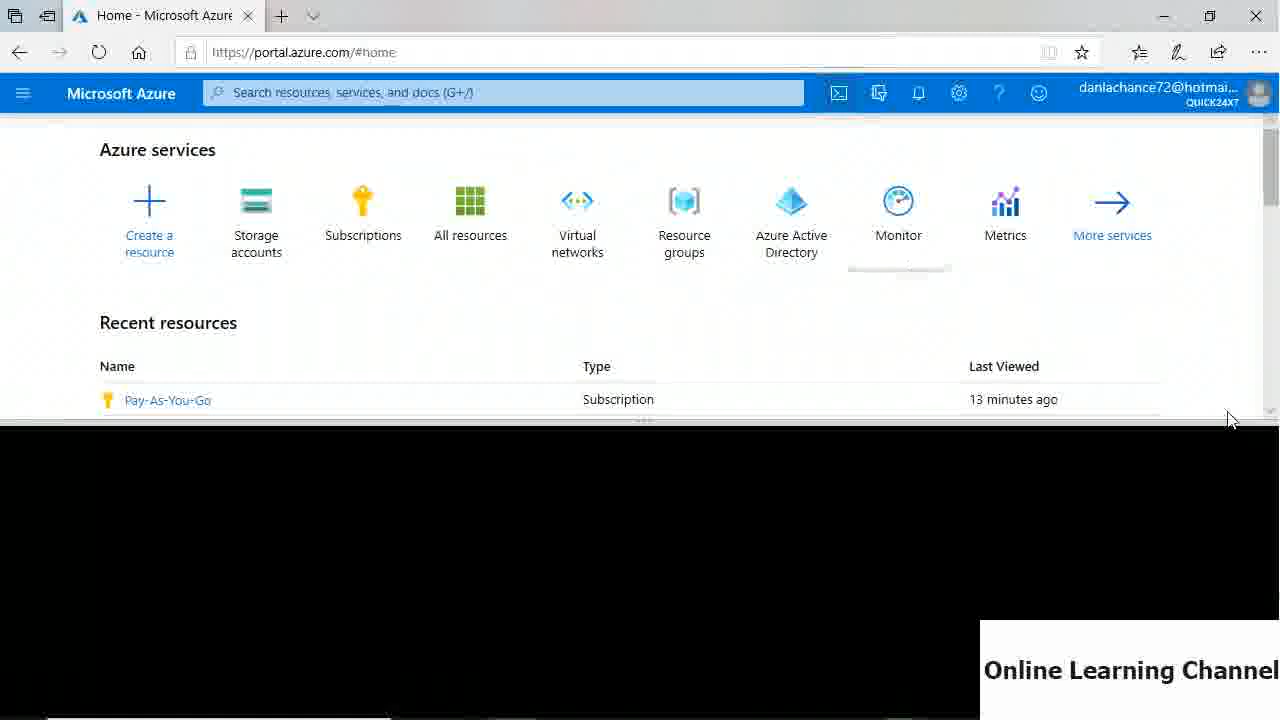 Home - Microsoft Azure
https://portal.azure.com/#home
Microsoft Azure
Search resources, services, and docs (G+/)
danlachance72@hotmai...
QUICK24X7
Azure services
Create a resource
Storage accounts
Subscriptions
All resources
Virtual networks
Resource groups
Azure Active Directory
Monitor
Metrics
More services
Recent resources
Name Type Last Viewed
Pay-As-You-Go Subscription 13 minutes ago
Online Learning Channel